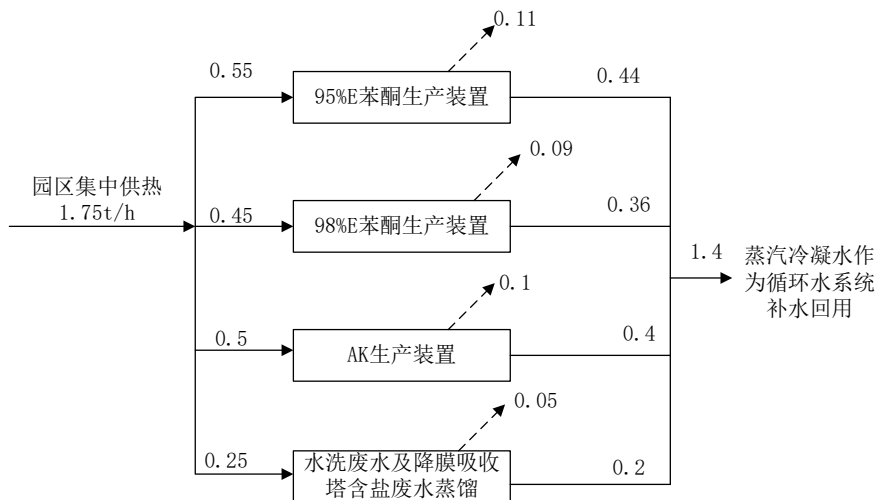 0.11
0.55
0.44
95%E苯酮生产装置
0.09
园区集中供热
1.75t/h
0.45
0.36
98%E苯酮生产装置
1.4
蒸汽冷凝水作
为循环水系统
补水回用
0.1
0.5
0.4
AK生产装置
0.05
0.25
0.2
水洗废水及降膜吸收
塔含盐废水蒸馏